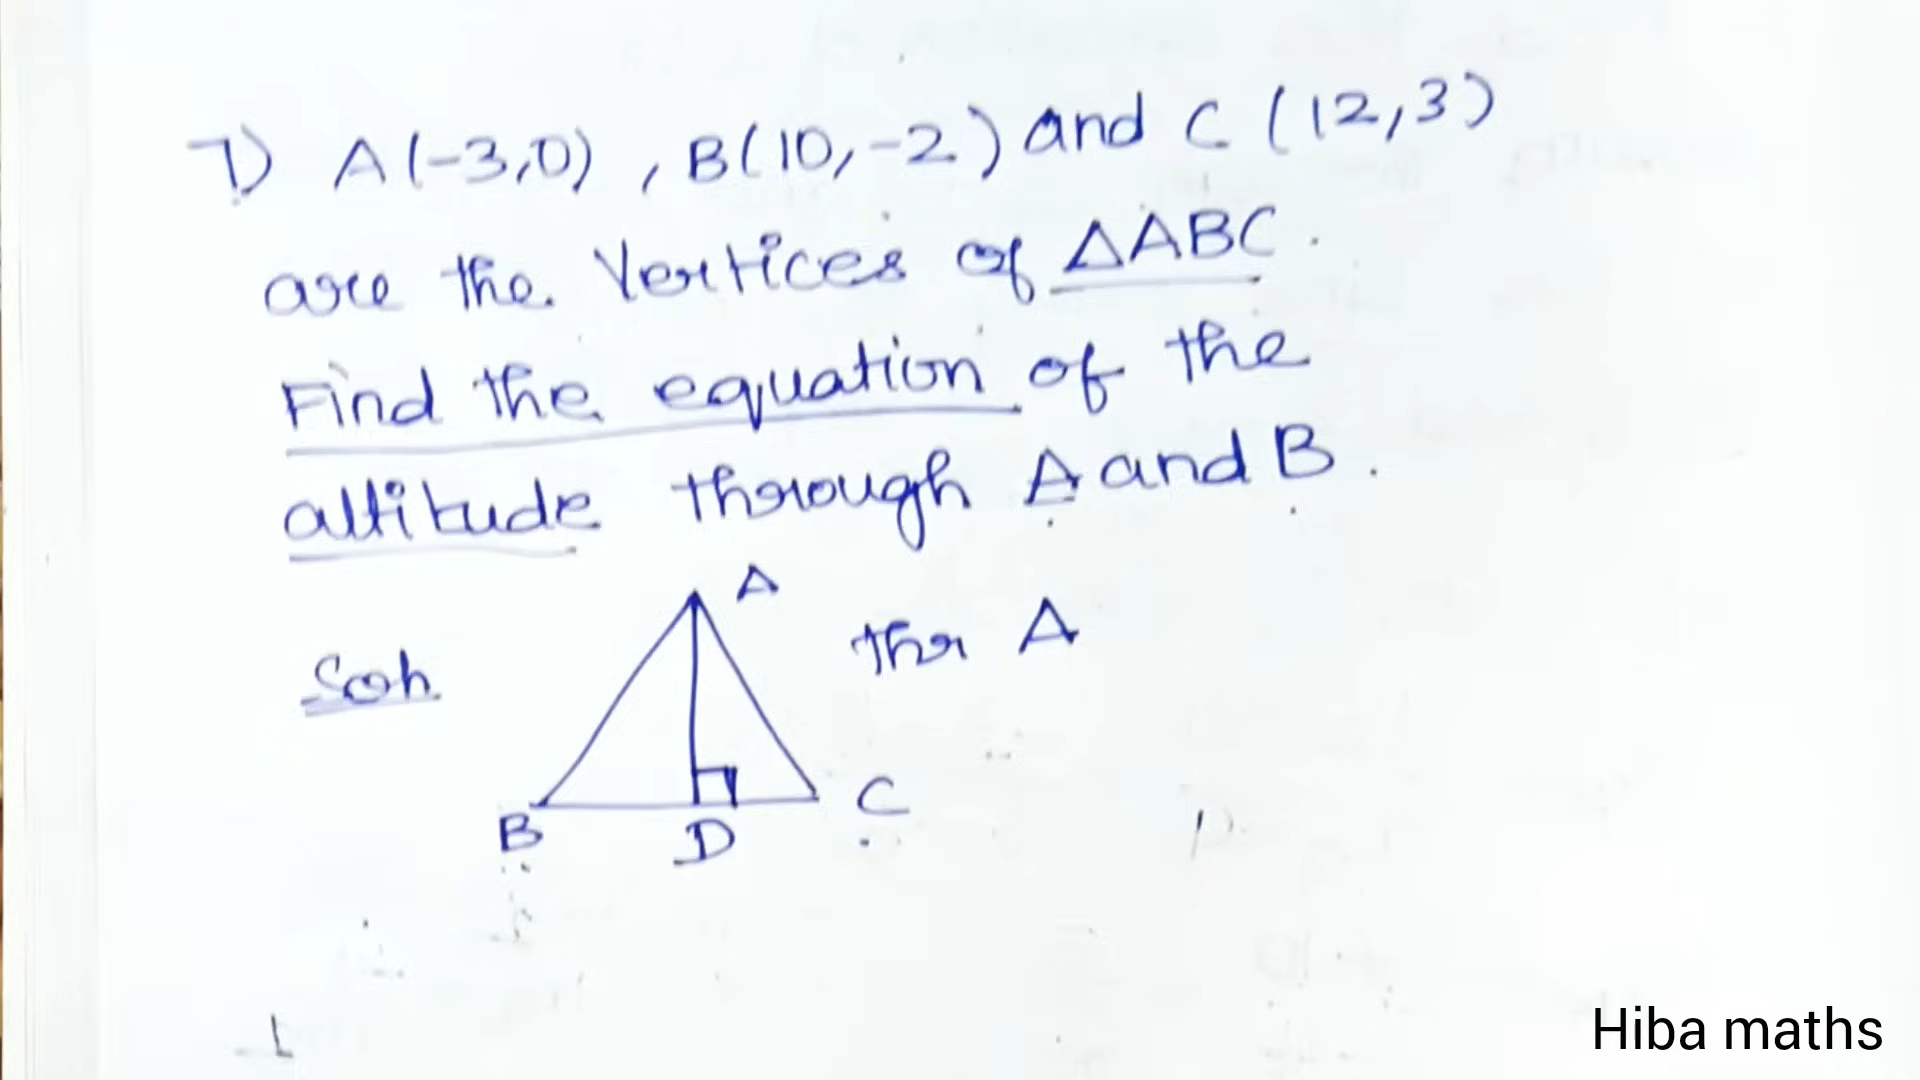 7) A(-3,0), B(10,-2) and C (12,3)
are the Vertices of ΔABC.
Find the equation of the
altitude through A and B.
Soln
A
thr A
B
D
C
Hiba maths